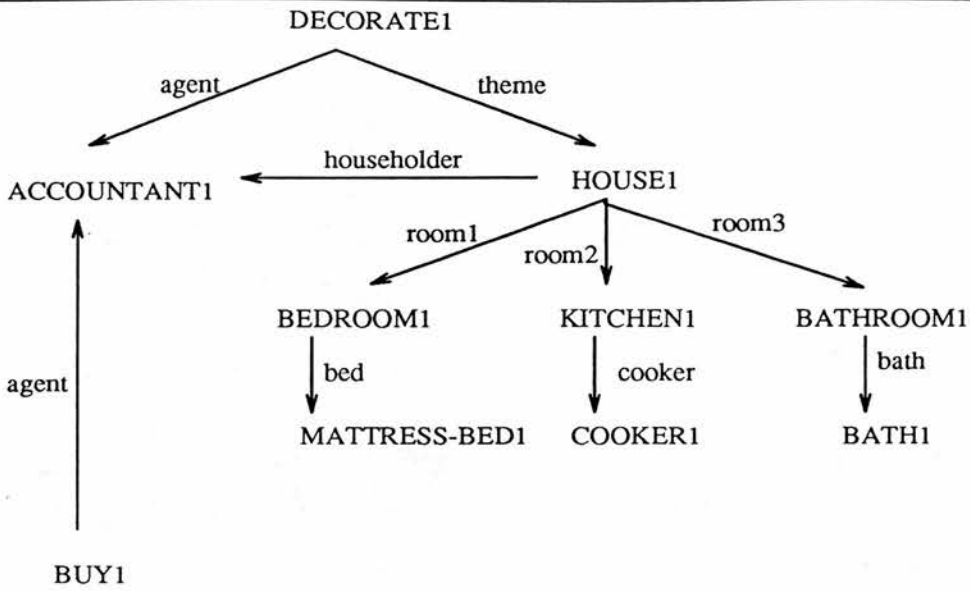 DECORATE1
agent
theme
householder
ACCOUNTANT1
HOUSE1
room1
room2
room3
BEDROOM1
KITCHEN1
BATHROOM1
agent
bed
cooker
bath
MATTRESS-BED1
COOKER1
BATH1
BUY1